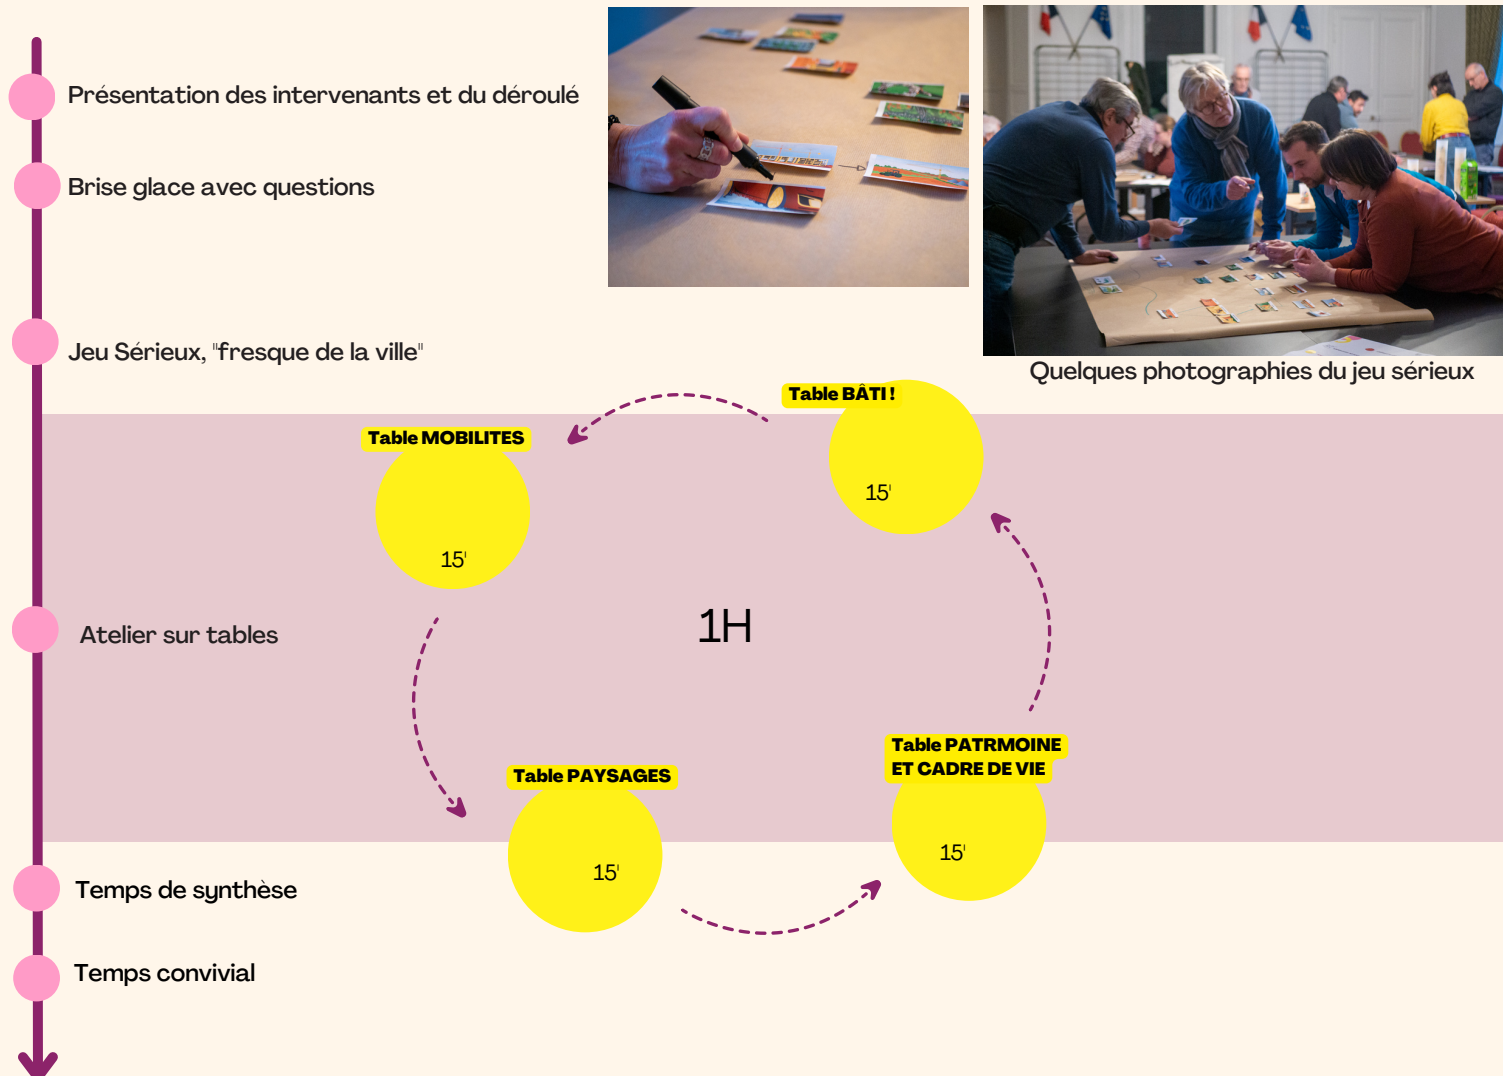 Présentation des intervenants et du déroulé
Brise glace avec questions
Jeu Sérieux, "fresque de la ville"
Quelques photographies du jeu sérieux
Table BÂTI !
15'
Table MOBILITES
15'
1H
Atelier sur tables
Table PATRMOINE
ET CADRE DE VIE
15'
Table PAYSAGES
15'
Temps de synthèse
Temps convivial